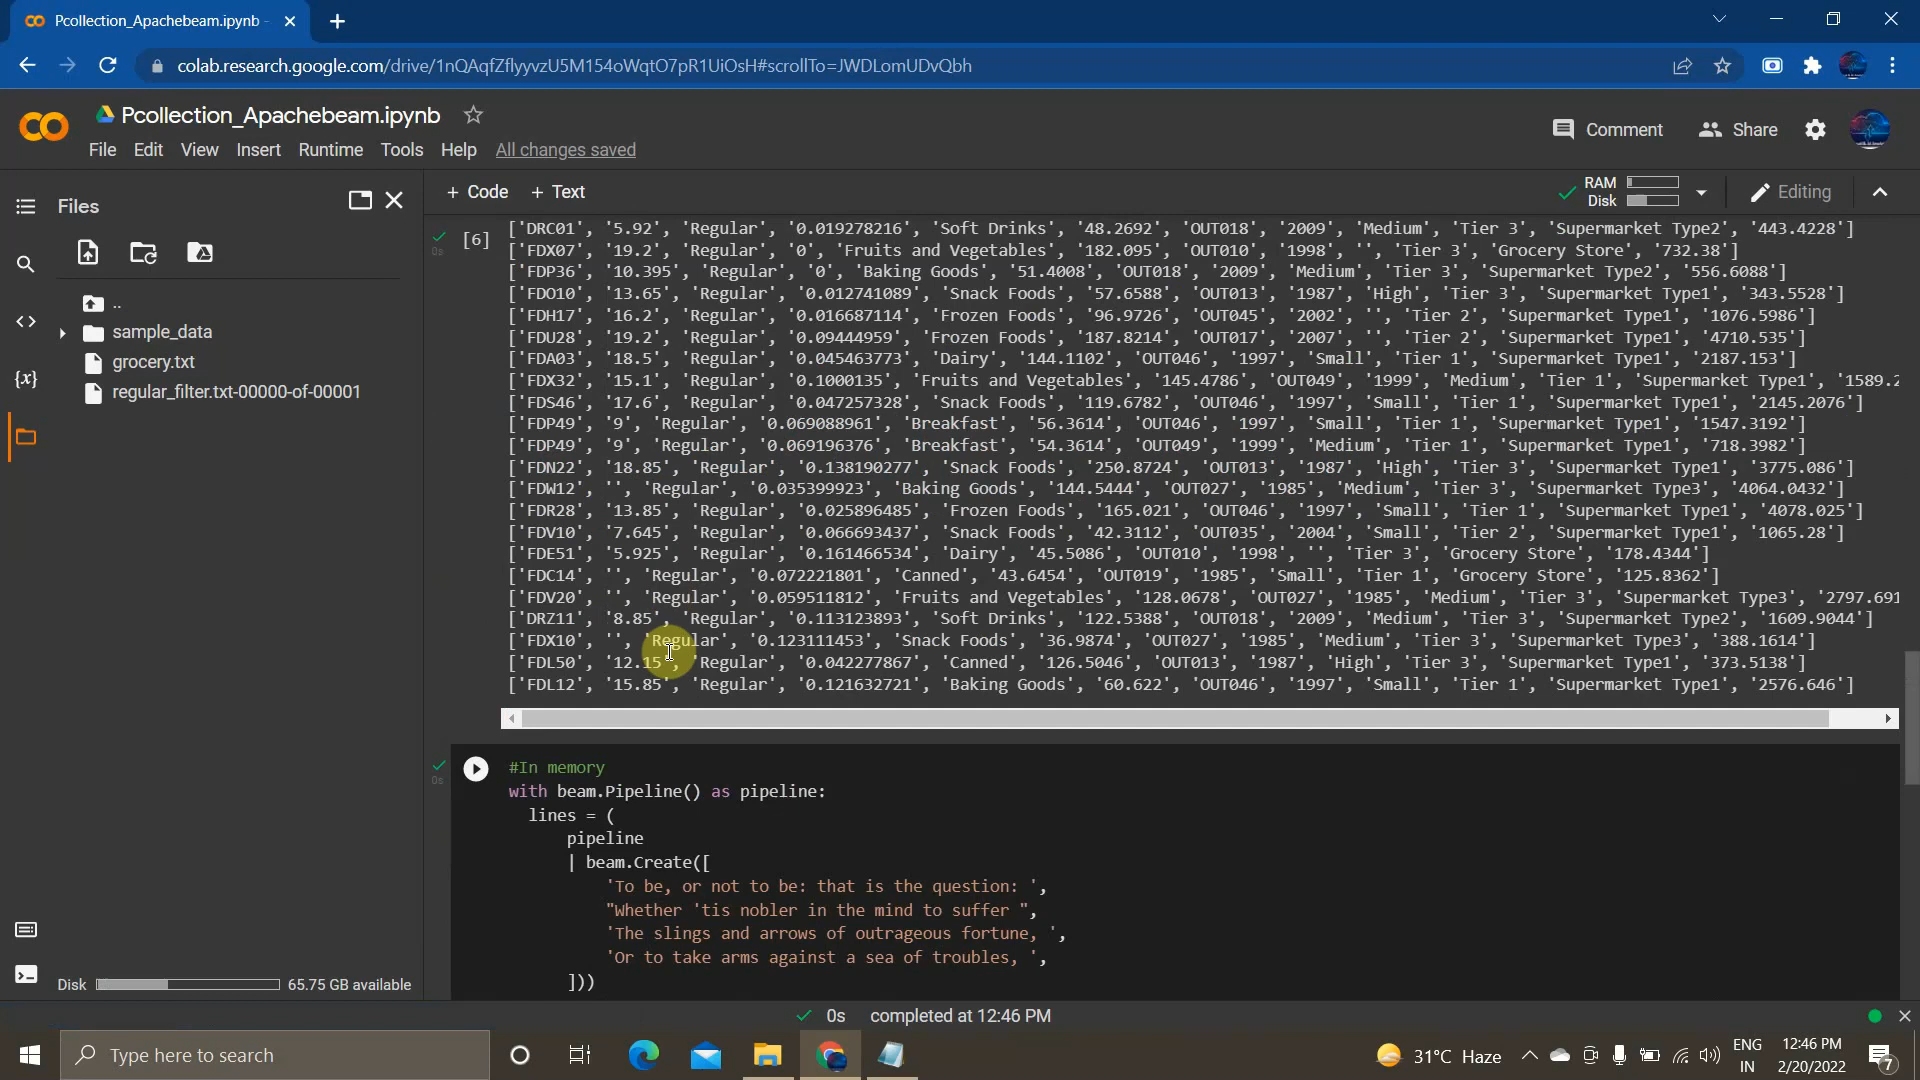 Pcollection_Apachebeam.ipynb -
colab.research.google.com/drive/1nQAqfZflyyvzU5M154oWqtO7pR1UiOsH#scrollTo=JWDLomUDvQbh
Pcollection_Apachebeam.ipynb
Comment
Share
File Edit View Insert Runtime Tools Help All changes saved
Files
+ Code + Text
RAM
Disk
Editing
..
sample_data
grocery.txt
regular_filter.txt-00000-of-00001
{x}
Disk 65.75 GB available
[6]
0s
['DRC01', '5.92', 'Regular', '0.019278216', 'Soft Drinks', '48.2692', 'OUT018', '2009', 'Medium', 'Tier 3', 'Supermarket Type2', '443.4228']
['FDX07', '19.2', 'Regular', '0', 'Fruits and Vegetables', '182.095', 'OUT010', '1998', '', 'Tier 3', 'Grocery Store', '732.38']
['FDP36', '10.395', 'Regular', '0', 'Baking Goods', '51.4008', 'OUT018', '2009', 'Medium', 'Tier 3', 'Supermarket Type2', '556.6088']
['FDO10', '13.65', 'Regular', '0.012741089', 'Snack Foods', '57.6588', 'OUT013', '1987', 'High', 'Tier 3', 'Supermarket Type1', '343.5528']
['FDH17', '16.2', 'Regular', '0.016687114', 'Frozen Foods', '96.9726', 'OUT045', '2002', '', 'Tier 2', 'Supermarket Type1', '1076.5986']
['FDU28', '19.2', 'Regular', '0.09444959', 'Frozen Foods', '187.8214', 'OUT017', '2007', '', 'Tier 2', 'Supermarket Type1', '4710.535']
['FDA03', '18.5', 'Regular', '0.045463773', 'Dairy', '144.1102', 'OUT046', '1997', 'Small', 'Tier 1', 'Supermarket Type1', '2187.153']
['FDX32', '15.1', 'Regular', '0.1000135', 'Fruits and Vegetables', '145.4786', 'OUT049', '1999', 'Medium', 'Tier 1', 'Supermarket Type1', '1589.2
['FDS46', '17.6', 'Regular', '0.047257328', 'Snack Foods', '119.6782', 'OUT046', '1997', 'Small', 'Tier 1', 'Supermarket Type1', '2145.2076']
['FDP49', '9', 'Regular', '0.069088961', 'Breakfast', '56.3614', 'OUT046', '1997', 'Small', 'Tier 1', 'Supermarket Type1', '1547.3192']
['FDP49', '9', 'Regular', '0.069196376', 'Breakfast', '54.3614', 'OUT049', '1999', 'Medium', 'Tier 1', 'Supermarket Type1', '718.3982']
['FDN22', '18.85', 'Regular', '0.138190277', 'Snack Foods', '250.8724', 'OUT013', '1987', 'High', 'Tier 3', 'Supermarket Type1', '3775.086']
['FDW12', '', 'Regular', '0.035399923', 'Baking Goods', '144.5444', 'OUT027', '1985', 'Medium', 'Tier 3', 'Supermarket Type3', '4064.0432']
['FDR28', '13.85', 'Regular', '0.025896485', 'Frozen Foods', '165.021', 'OUT046', '1997', 'Small', 'Tier 1', 'Supermarket Type1', '4078.025']
['FDV10', '7.645', 'Regular', '0.066693437', 'Snack Foods', '42.3112', 'OUT035', '2004', 'Small', 'Tier 2', 'Supermarket Type1', '1065.28']
['FDE51', '5.925', 'Regular', '0.161466534', 'Dairy', '45.5086', 'OUT010', '1998', '', 'Tier 3', 'Grocery Store', '178.4344']
['FDC14', '', 'Regular', '0.072221801', 'Canned', '43.6454', 'OUT019', '1985', 'Small', 'Tier 1', 'Grocery Store', '125.8362']
['FDV20', '', 'Regular', '0.059511812', 'Fruits and Vegetables', '128.0678', 'OUT027', '1985', 'Medium', 'Tier 3', 'Supermarket Type3', '2797.691
['DRZ11', '8.85', 'Regular', '0.113123893', 'Soft Drinks', '122.5388', 'OUT018', '2009', 'Medium', 'Tier 3', 'Supermarket Type2', '1609.9044']
['FDX10', '', 'Regular', '0.123111453', 'Snack Foods', '36.9874', 'OUT027', '1985', 'Medium', 'Tier 3', 'Supermarket Type3', '388.1614']
['FDL50', '12.15', 'Regular', '0.042277867', 'Canned', '126.5046', 'OUT013', '1987', 'High', 'Tier 3', 'Supermarket Type1', '373.5138']
['FDL12', '15.85', 'Regular', '0.121632721', 'Baking Goods', '60.622', 'OUT046', '1997', 'Small', 'Tier 1', 'Supermarket Type1', '2576.646']
0s
#In memory
with beam.Pipeline() as pipeline:
lines = (
pipeline
| beam.Create([
'To be, or not to be: that is the question: ',
"Whether 'tis nobler in the mind to suffer ",
'The slings and arrows of outrageous fortune, ',
'Or to take arms against a sea of troubles, ',
]))
0s completed at 12:46 PM
Type here to search
31°C Haze
ENG
IN
12:46 PM
2/20/2022
7